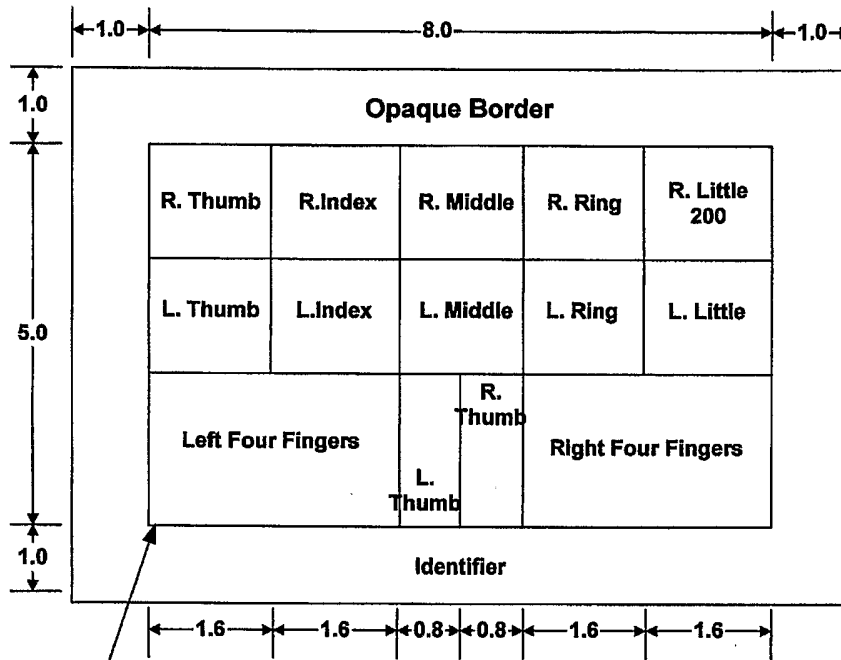 1.0 8.0 1.0
1.0
Opaque Border
R. Thumb R.Index R. Middle R. Ring R. Little
200
5.0
L. Thumb L.Index L. Middle L. Ring L. Little
R.
Thumb
Left Four Fingers
Right Four Fingers
L.
Thumb
1.0
Identifier
1.6 1.6 0.8 0.8 1.6 1.6